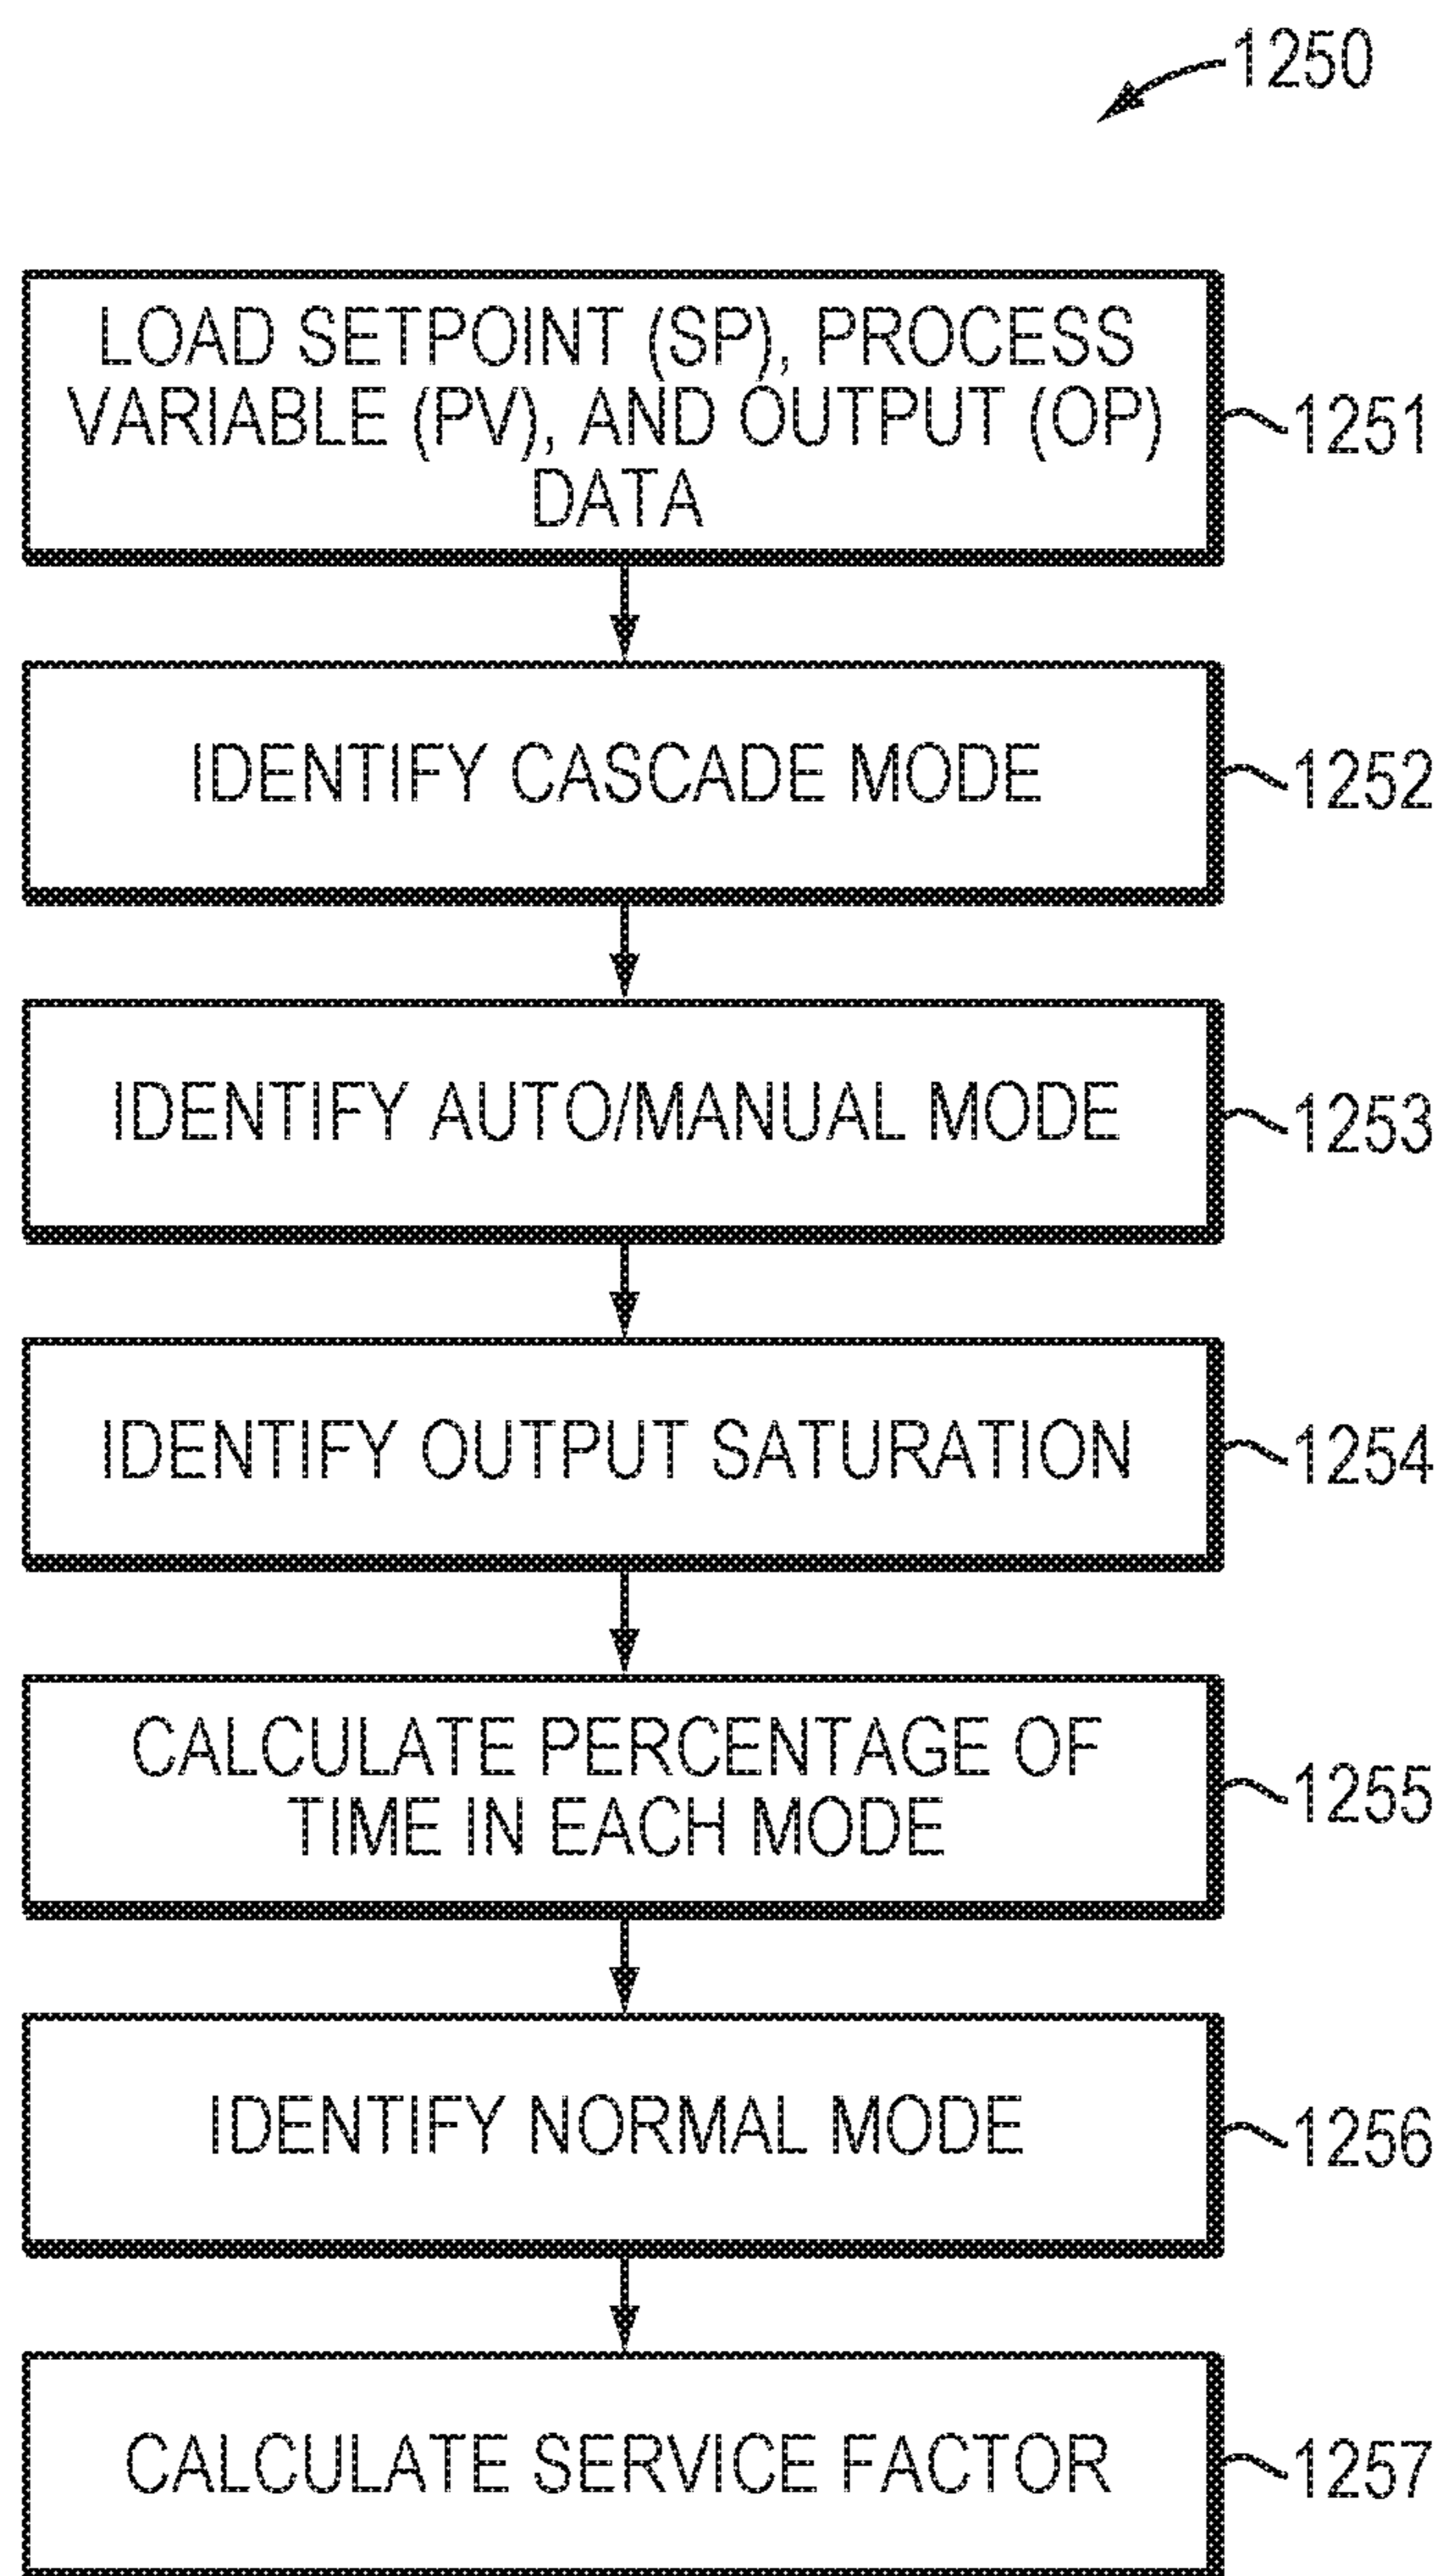 1250
LOAD SETPOINT (SP), PROCESS
VARIABLE (PV), AND OUTPUT (OP)
DATA
1251
IDENTIFY CASCADE MODE
1252
IDENTIFY AUTO/MANUAL MODE
1253
IDENTIFY OUTPUT SATURATION
1254
CALCULATE PERCENTAGE OF
TIME IN EACH MODE
1255
IDENTIFY NORMAL MODE
1256
CALCULATE SERVICE FACTOR
1257